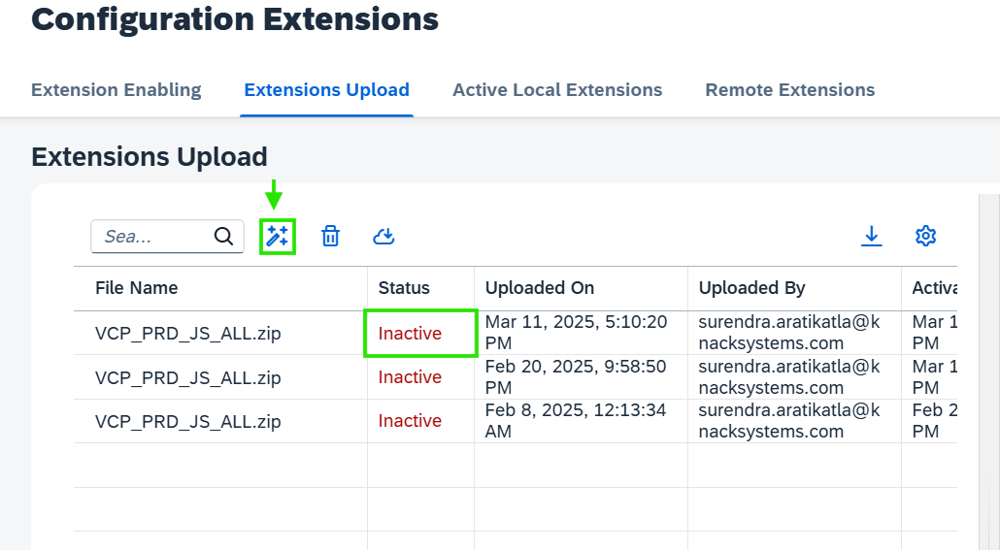 Configuration Extensions
Extension Enabling Extensions Upload Active Local Extensions Remote Extensions
Extensions Upload
Sea...
File Name Status Uploaded On Uploaded By Activa
VCP_PRD_JS_ALL.zip Inactive Mar 11, 2025, 5:10:20 surendra.aratikatla@k Mar 1
PM nacksystems.com PM
VCP_PRD_JS_ALL.zip Inactive Feb 20, 2025, 9:58:50 surendra.aratikatla@k Mar 1
PM nacksystems.com PM
VCP_PRD_JS_ALL.zip Inactive Feb 8, 2025, 12:13:34 surendra.aratikatla@k Feb 2
AM nacksystems.com PM